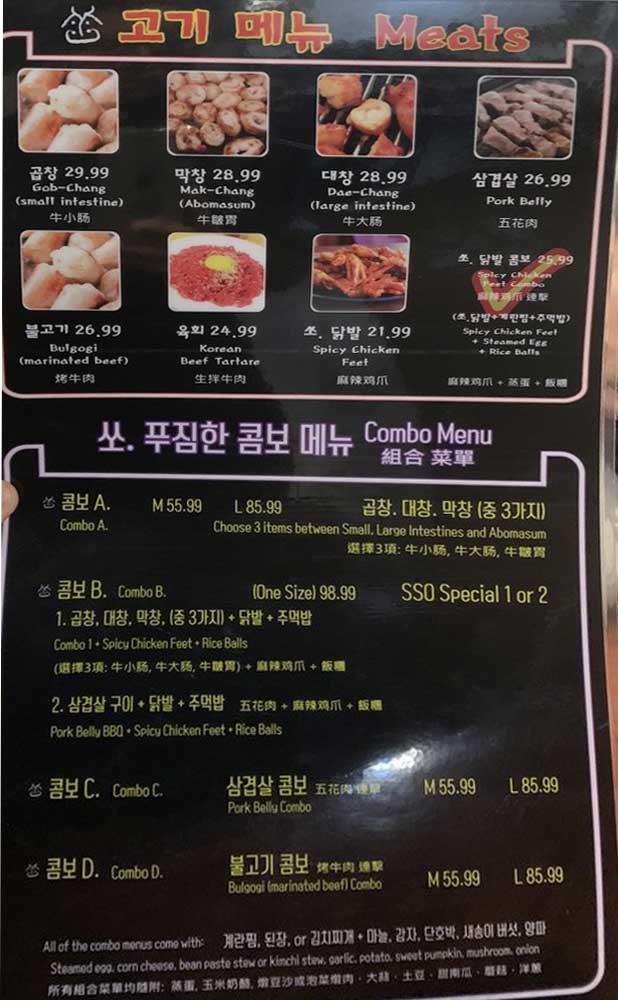 쏘 고기 메뉴 Meats
곱창 29.99
Gob-Chang
(small intestine)
牛小肠
막창 28.99
Mak-Chang
(Abomasum)
牛皺胃
대창 28.99
Dae-Chang
(large intestine)
牛大肠
삼겹살 26.99
Pork Belly
五花肉
불고기 26.99
Bulgogi
(marinated beef)
烤牛肉
육회 24.99
Korean
Beef Tartare
生拌牛肉
쏘. 닭발 21.99
Spicy Chicken
Feet
麻辣鸡爪
쏘. 닭발 콤보 25.99
Spicy Chicken
Feet Combo
麻辣鸡爪 連擊
(쏘.닭발+계란찜+주먹밥)
Spicy Chicken Feet
+ Steamed Egg
+ Rice Balls
麻辣鸡爪 + 蒸蛋 + 飯糰
쏘. 푸짐한 콤보 메뉴 Combo Menu
組合 菜單
쏘 콤보 A. M 55.99 L 85.99 곱창. 대창. 막창 (중 3가지)
Combo A. Choose 3 items between Small, Large Intestines and Abomasum
選擇3項: 牛小肠, 牛大肠, 牛皺胃
쏘 콤보 B. Combo B. (One Size) 98.99 SSO Special 1 or 2
1. 곱창, 대창, 막창, (중 3가지) + 닭발 + 주먹밥
Combo 1 + Spicy Chicken Feet + Rice Balls
(選擇3項: 牛小肠, 牛大肠, 牛皺胃) + 麻辣鸡爪 + 飯糰
2. 삼겹살 구이 + 닭발 + 주먹밥 五花肉 + 麻辣鸡爪 + 飯糰
Pork Belly BBQ + Spicy Chicken Feet + Rice Balls
쏘 콤보 C. Combo C. 삼겹살 콤보 五花肉 連擊 M 55.99 L 85.99
Pork Belly Combo
쏘 콤보 D. Combo D. 불고기 콤보 烤牛肉 連擊 M 55.99 L 85.99
Bulgogi (marinated beef) Combo
All of the combo menus come with: 계란찜, 된장, or 김치찌개 + 마늘, 감자, 단호박, 새송이 버섯, 양파
Steamed egg, corn cheese, bean paste stew or kimchi stew, garlic, potato, sweet pumpkin, mushroom, onion
所有組合菜單均隨附: 蒸蛋, 玉米奶酪, 燉豆沙或泡菜燉肉 · 大蒜 · 土豆 · 甜南瓜 · 蘑菇 · 洋蔥